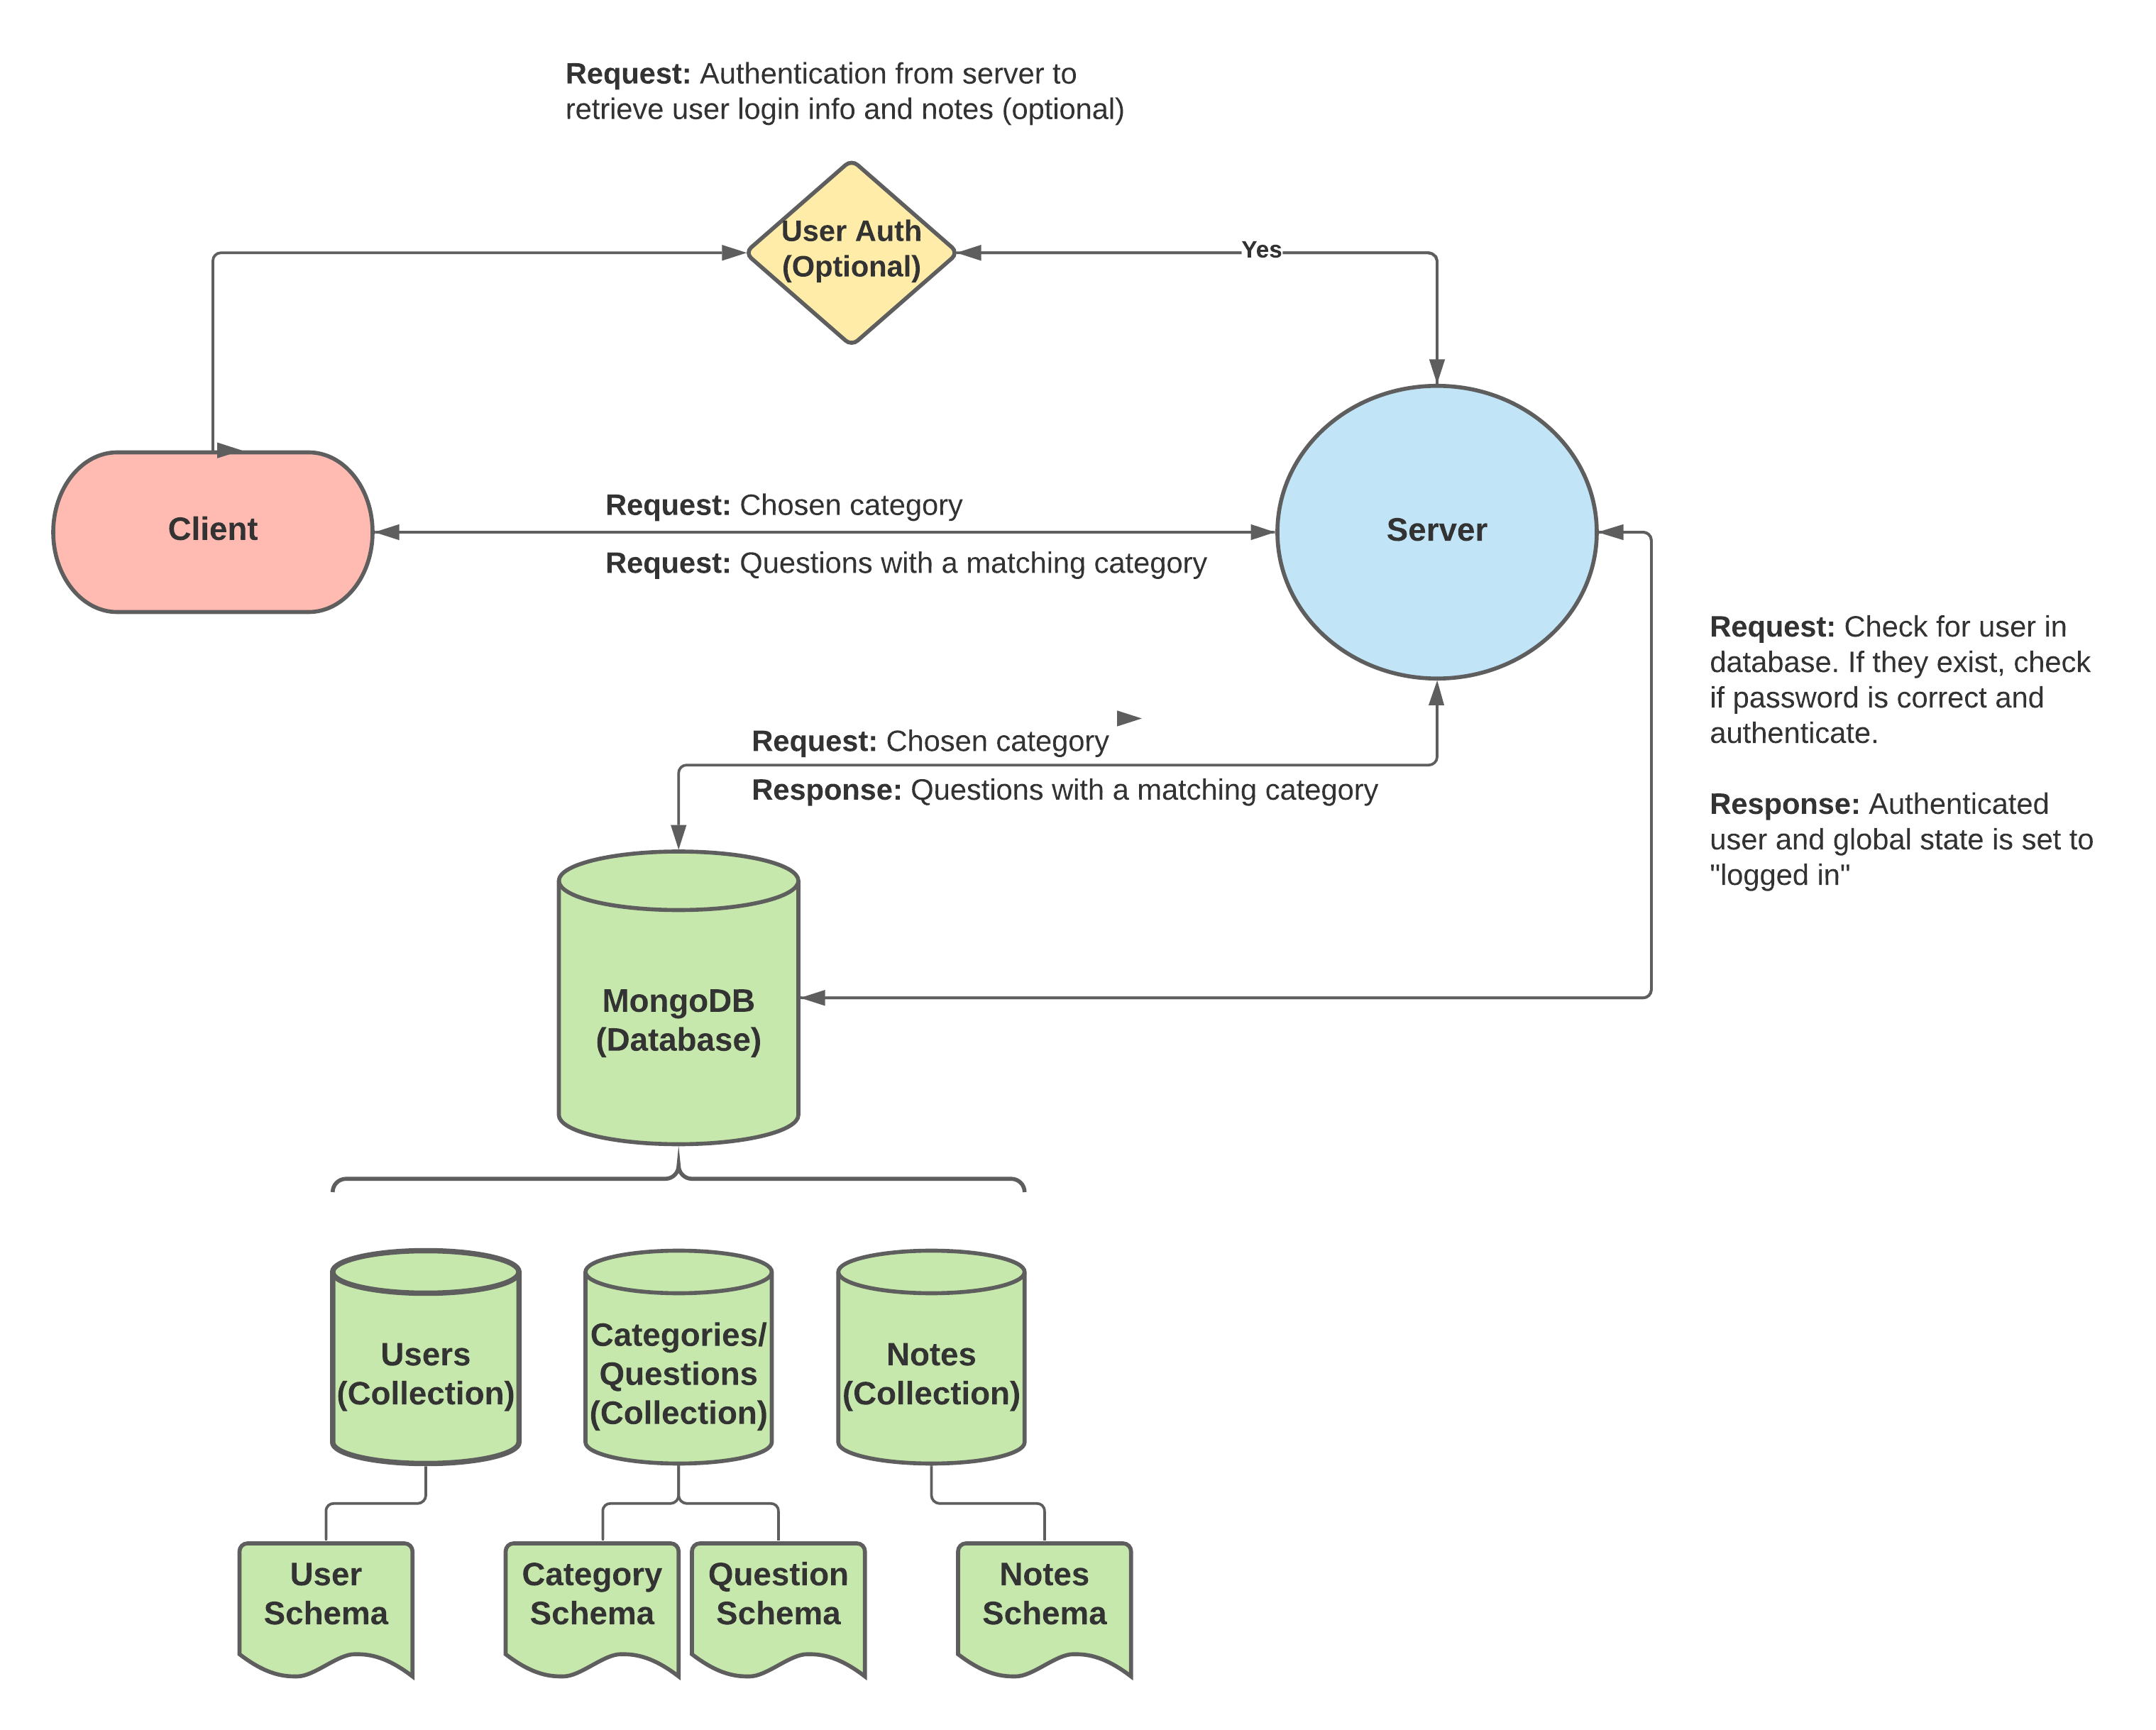 Request: Authentication from server to
retrieve user login info and notes (optional)
User Auth
(Optional)
Yes
Client
Request: Chosen category
Request: Questions with a matching category
Server
Request: Check for user in
database. If they exist, check
if password is correct and
authenticate.
Response: Authenticated
user and global state is set to
"logged in"
Request: Chosen category
Response: Questions with a matching category
MongoDB
(Database)
Users
(Collection)
Categories/
Questions
(Collection)
Notes
(Collection)
User
Schema
Category
Schema
Question
Schema
Notes
Schema